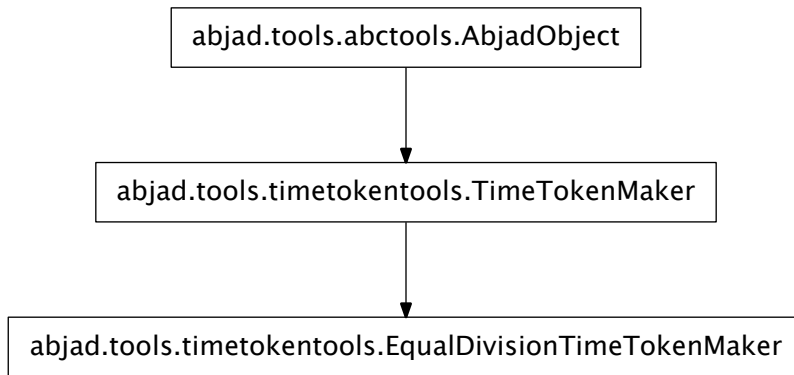 abjad.tools.abctools.AbjadObject
abjad.tools.timetokentools.TimeTokenMaker
abjad.tools.timetokentools.EqualDivisionTimeTokenMaker